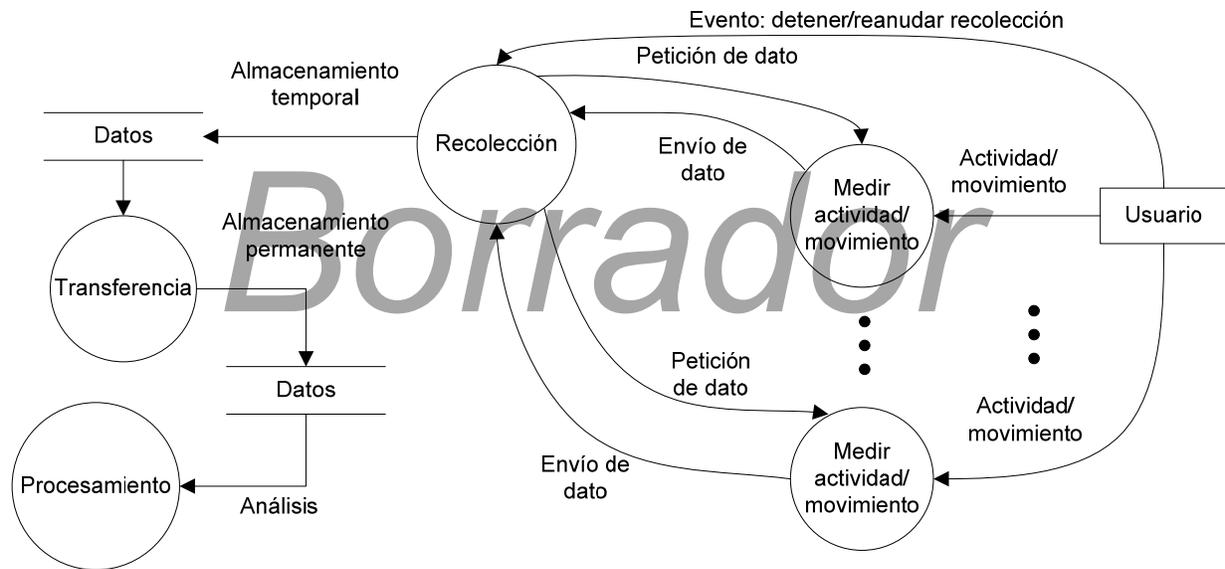 Evento: detener/reanudar recolección
Petición de dato
Almacenamiento
temporal
Datos
Recolección
Envío de
dato
Medir
actividad/
movimiento
Actividad/
movimiento
Usuario
Almacenamiento
permanente
Transferencia
Borrador
Petición
de dato
Datos
Actividad/
movimiento
Medir
actividad/
movimiento
Envío de
dato
Procesamiento
Análisis